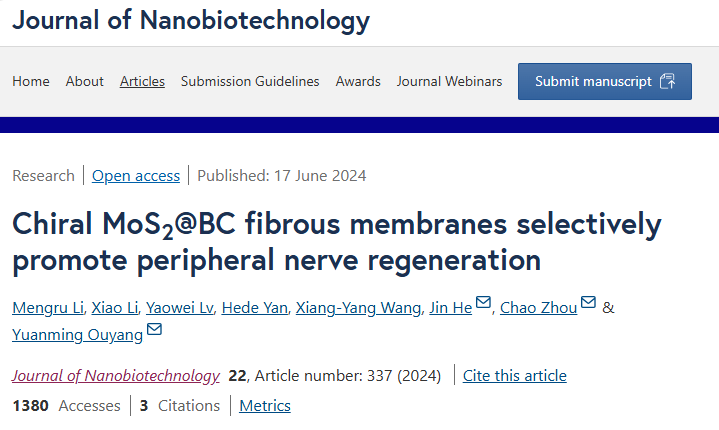 Journal of Nanobiotechnology
Home About Articles Submission Guidelines Awards Journal Webinars Submit manuscript
Research Open access Published: 17 June 2024
Chiral MoS₂@BC fibrous membranes selectively
promote peripheral nerve regeneration
Mengru Li, Xiao Li, Yaowei Lv, Hede Yan, Xiang-Yang Wang, Jin He, Chao Zhou &
Yuanming Ouyang
Journal of Nanobiotechnology 22, Article number: 337 (2024) Cite this article
1380 Accesses 3 Citations Metrics